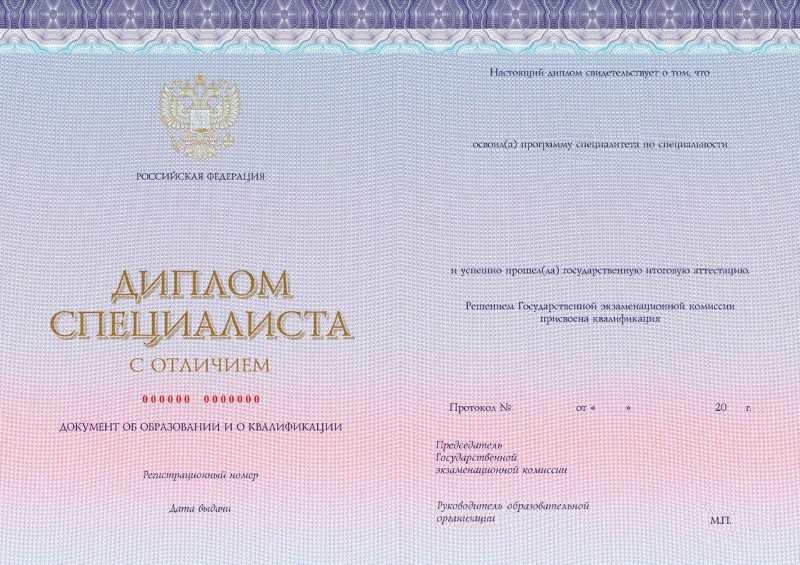 РОССИЙСКАЯ ФЕДЕРАЦИЯ
ДИПЛОМ
СПЕЦИАЛИСТА
С ОТЛИЧИЕМ
000000 0000000
ДОКУМЕНТ ОБ ОБРАЗОВАНИИ И О КВАЛИФИКАЦИИ
Регистрационный номер
Дата выдачи
Настоящий диплом свидетельствует о том, что
освоил(а) программу специалитета по специальности
и успешно прошел(ла) государственную итоговую аттестацию.
Решением Государственной экзаменационной комиссии
присвоена квалификация
Протокол № от « » 20 г.
Председатель
Государственной
экзаменационной комиссии
Руководитель образовательной
организации
М.П.